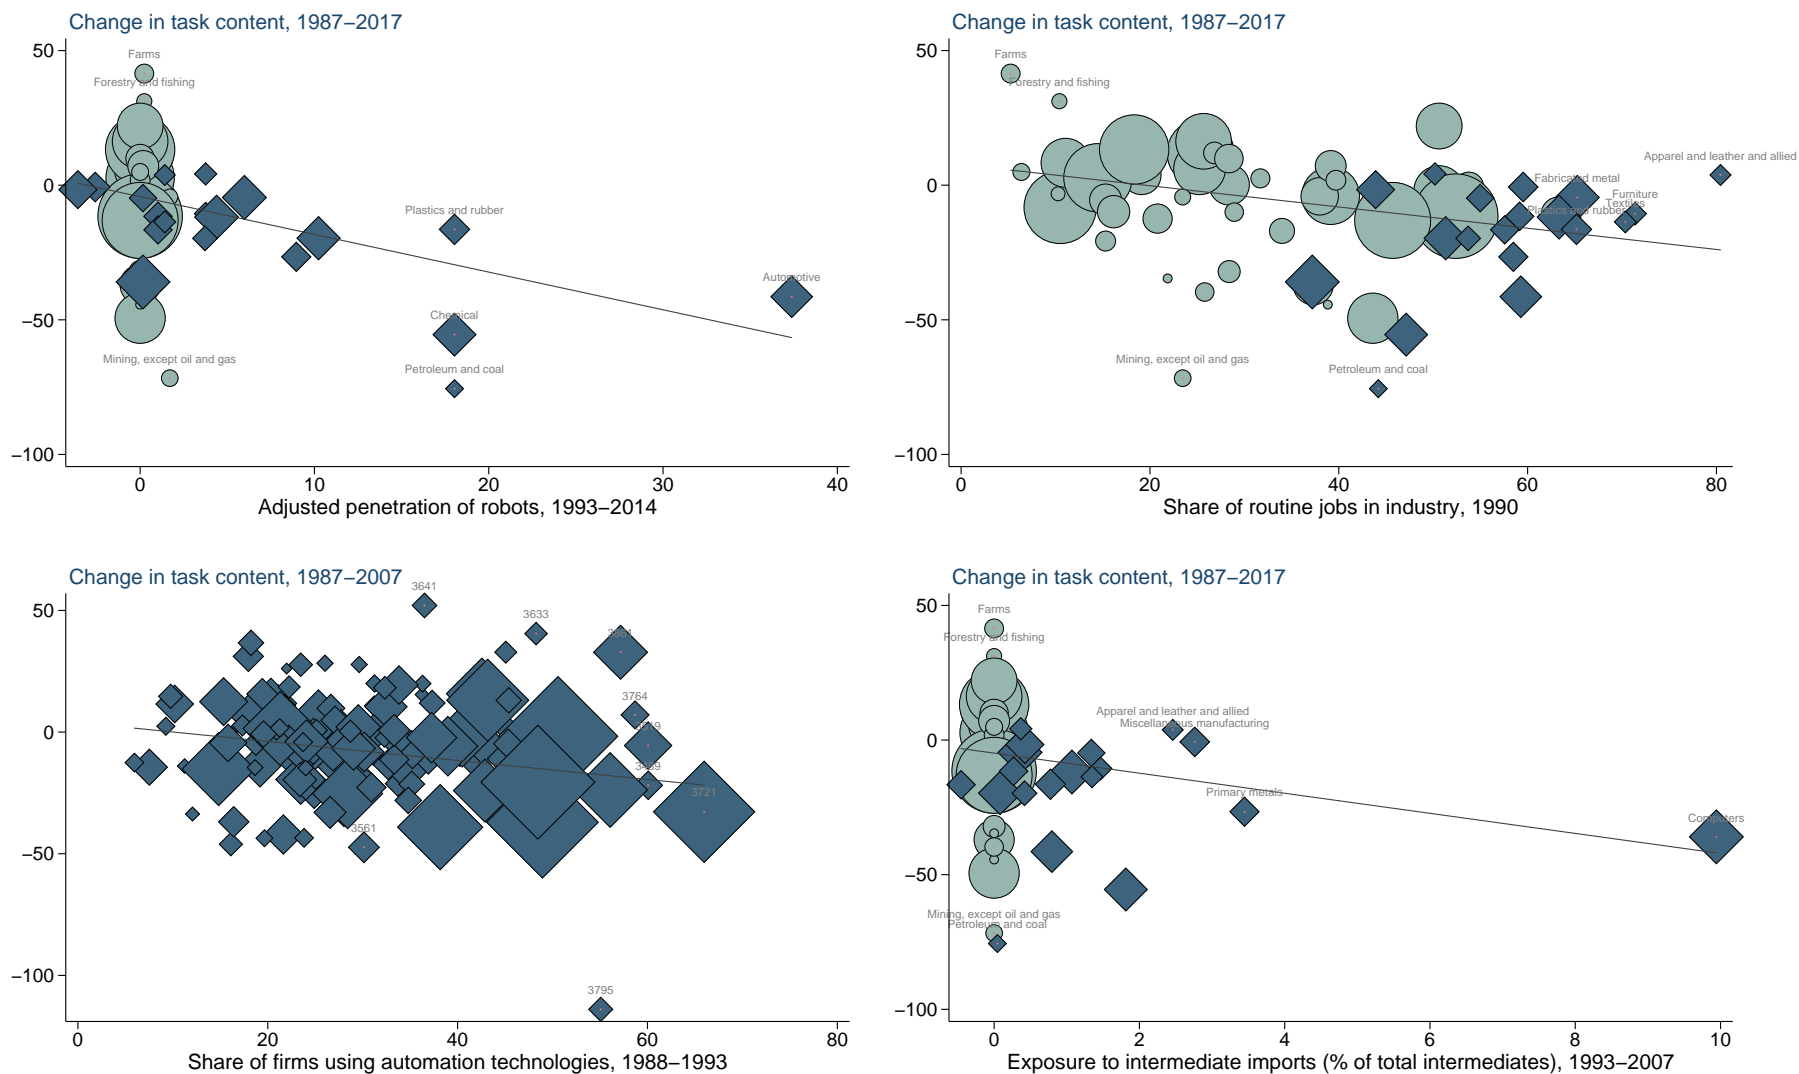 Change in task content, 1987−2017
50
0
−50
−100
Farms
Forestry and fishing
Plastics and rubber
Automotive
Chemical
Mining, except oil and gas
Petroleum and coal
0 10 20 30 40
Adjusted penetration of robots, 1993−2014
Change in task content, 1987−2017
50
0
−50
−100
Farms
Forestry and fishing
Apparel and leather and allied
Fabricated metal
Furniture
Textiles
Plastics and rubber
Mining, except oil and gas
Petroleum and coal
0 20 40 60 80
Share of routine jobs in industry, 1990
Change in task content, 1987−2007
50
0
−50
−100
3641
3633
3861
3764
3721
3561
3795
0 20 40 60 80
Share of firms using automation technologies, 1988−1993
Change in task content, 1987−2017
50
0
−50
−100
Farms
Forestry and fishing
Apparel and leather and allied
Miscellaneous manufacturing
Primary metals
Computers
Mining, except oil and gas
Petroleum and coal
0 2 4 6 8 10
Exposure to intermediate imports (% of total intermediates), 1993−2007